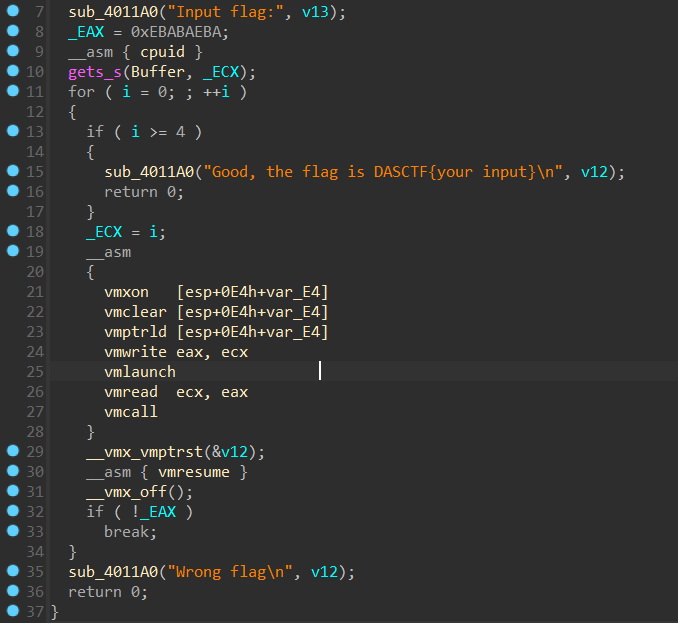 7 sub_4011A0("Input flag:", v13);
8 _EAX = 0xEBABAEBA;
9 __asm { cpuid }
10 gets_s(Buffer, _ECX);
11 for ( i = 0; ; ++i )
12 {
13 if ( i >= 4 )
14 {
15 sub_4011A0("Good, the flag is DASCTF{your input}\n", v12);
16 return 0;
17 }
18 _ECX = i;
19 __asm
20 {
21 vmxon [esp+0E4h+var_E4]
22 vmclear [esp+0E4h+var_E4]
23 vmptrld [esp+0E4h+var_E4]
24 vmwrite eax, ecx
25 vmlaunch
26 vmread ecx, eax
27 vmcall
28 }
29 __vmx_vmptrst(&v12);
30 __asm { vmresume }
31 __vmx_off();
32 if ( !_EAX )
33 break;
34 }
35 sub_4011A0("Wrong flag\n", v12);
36 return 0;
37 }